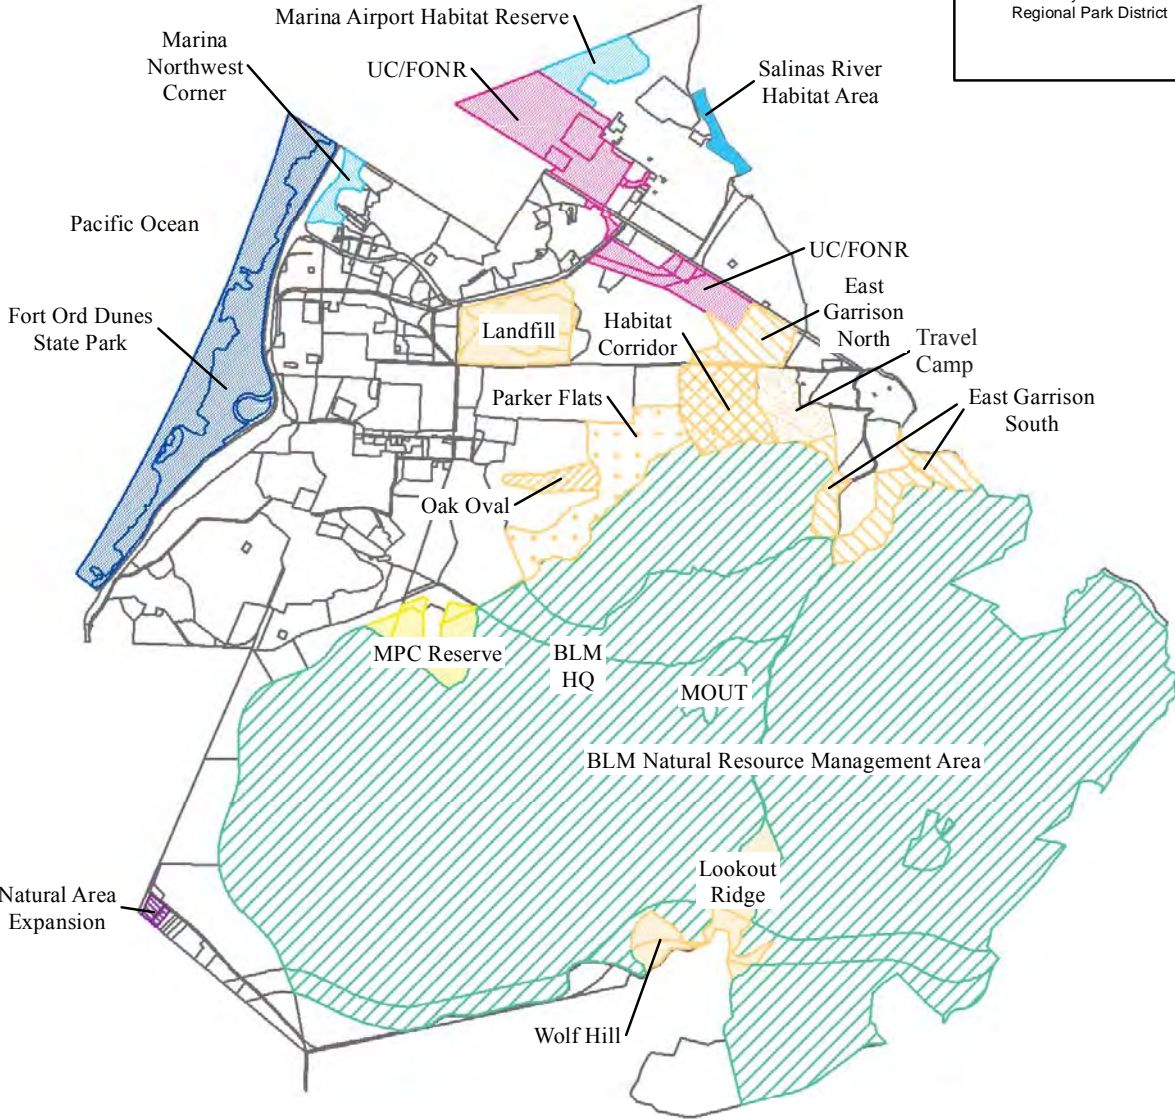 Regional Park District
Marina Airport Habitat Reserve
Marina
Northwest
Corner
UC/FONR
Salinas River
Habitat Area
Pacific Ocean
UC/FONR
East
Garrison
North
Fort Ord Dunes
State Park
Landfill
Habitat
Corridor
Travel
Camp
Parker Flats
East Garrison
South
Oak Oval
MPC Reserve
BLM
HQ
MOUT
BLM Natural Resource Management Area
Lookout
Ridge
Natural Area
Expansion
Wolf Hill